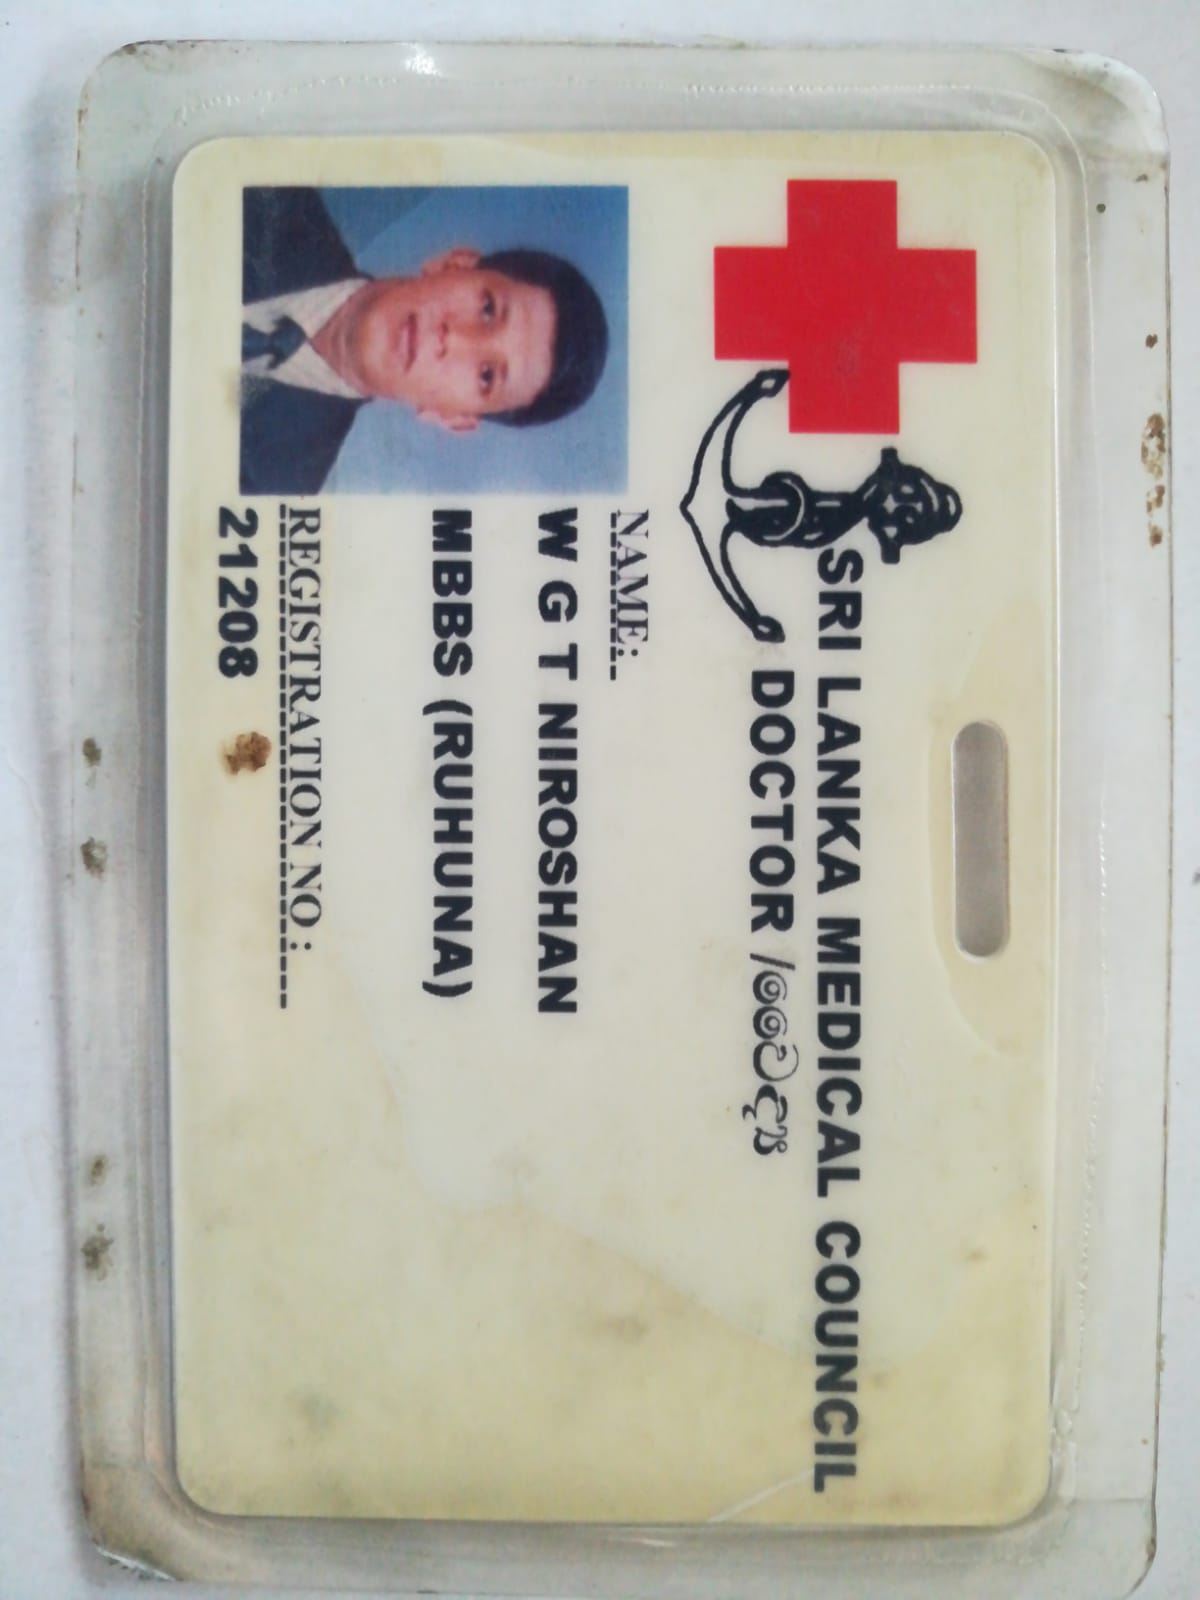 SRI LANKA MEDICAL COUNCIL
DOCTOR /වෛද්‍ය
NAME:
W G T NIROSHAN
MBBS (RUHUNA)
REGISTRATION NO :
21208